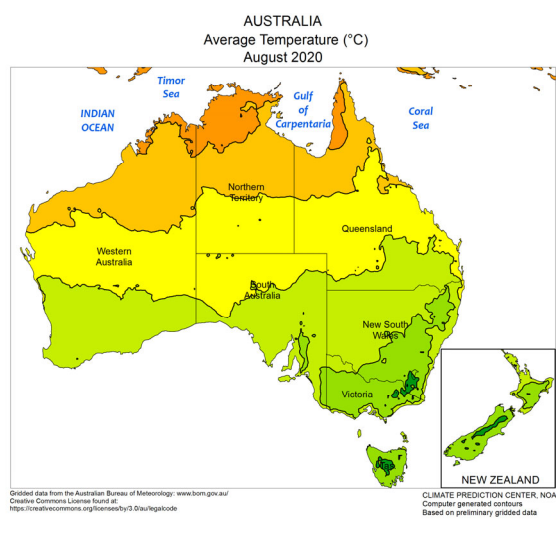 AUSTRALIA
Average Temperature (°C)
August 2020
Timor
Sea
Gulf
of
Carpentaria
INDIAN
OCEAN
Coral
Sea
Northern
Territory
Queensland
Western
Australia
South
Australia
New South
Wales
Victoria
Tas
NEW ZEALAND
Gridded data from the Australian Bureau of Meteorology: www.bom.gov.au/
Creative Commons License found at:
https://creativecommons.org/licenses/by/3.0/au/legalcode
CLIMATE PREDICTION CENTER, NOA
Computer generated contours
Based on preliminary gridded data